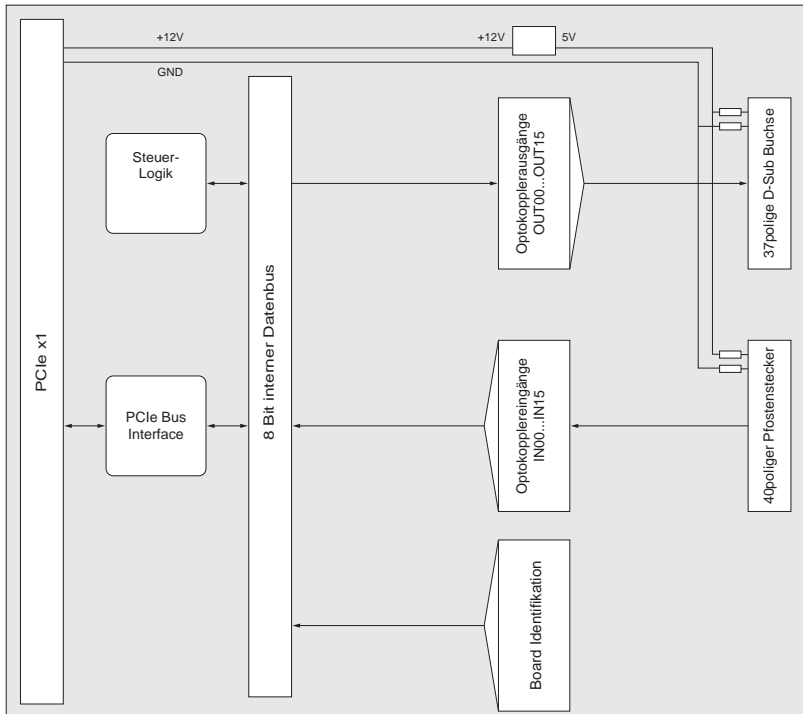 +12V
+12V
5V
GND
PCIe x1
Steuer-
Logik
8 Bit interner Datenbus
Optokopplerausgänge
OUT00...OUT15
37polige D-Sub Buchse
PCIe Bus
Interface
Optokopplereingänge
IN00...IN15
40poliger Pfostenstecker
Board Identifikation